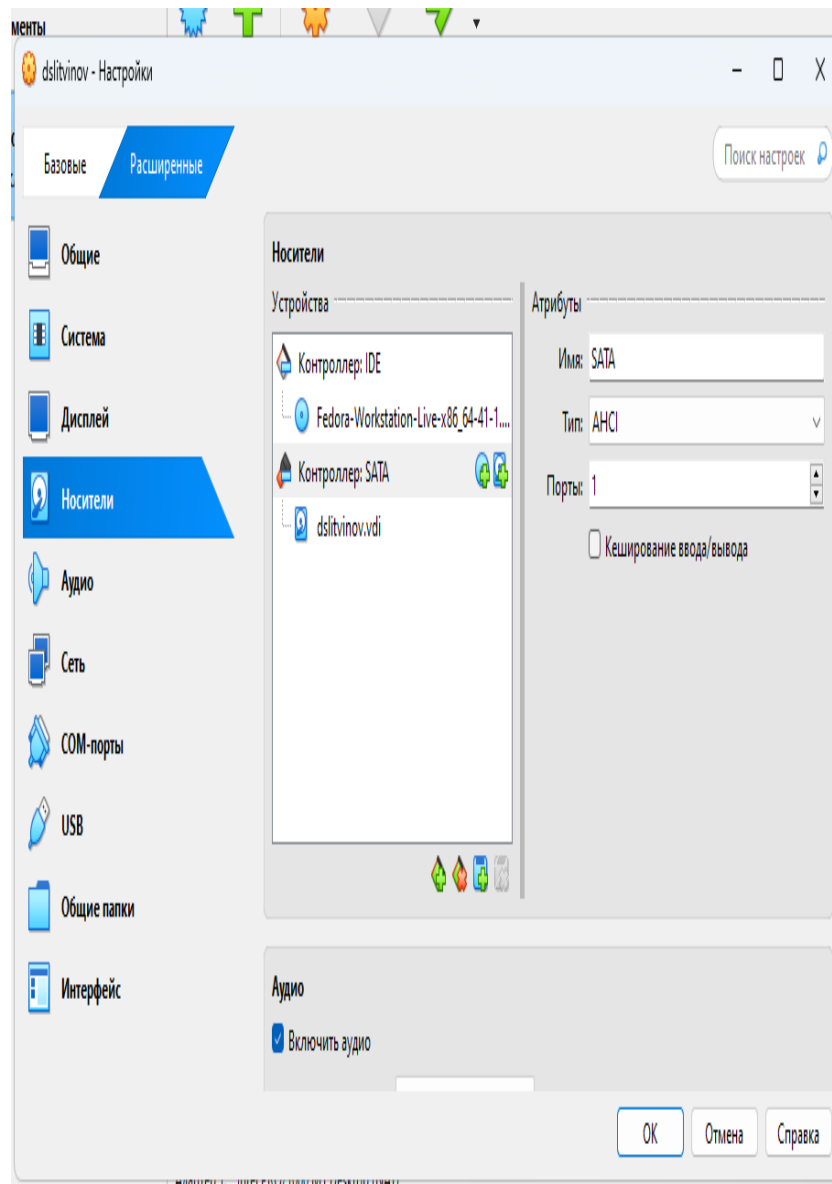 менты
dslitvinov - Настройки
Базовые
Расширенные
Поиск настроек
Общие
Система
Дисплей
Носители
Аудио
Сеть
COM-порты
USB
Общие папки
Интерфейс
Носители
Устройства
Контроллер: IDE
Fedora-Workstation-Live-x86_64-41-1....
Контроллер: SATA
dslitvinov.vdi
Атрибуты
Имя: SATA
Тип: AHCI
Порты: 1
Кеширование ввода/вывода
Аудио
Включить аудио
OK
Отмена
Справка